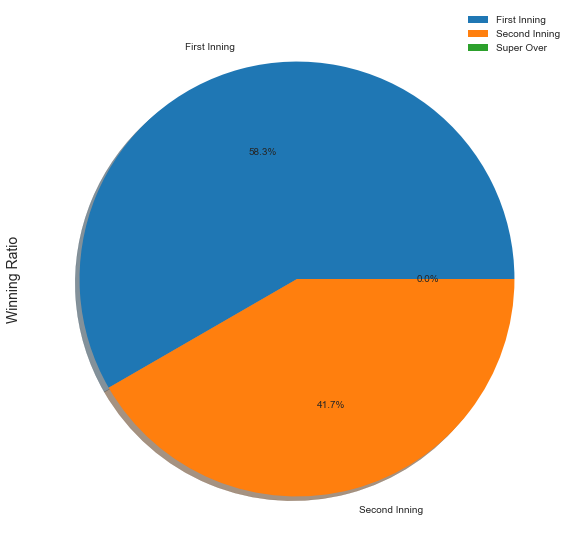 First Inning
Second Inning
Super Over
First Inning
58.3%
0.0%
Winning Ratio
41.7%
Second Inning